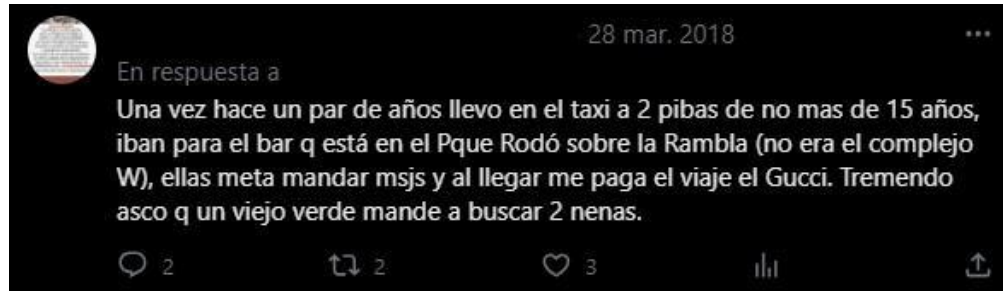 28 mar. 2018
En respuesta a
Una vez hace un par de años llevo en el taxi a 2 pibas de no mas de 15 años,
iban para el bar q está en el Pque Rodó sobre la Rambla (no era el complejo
W), ellas meta mandar msjs y al llegar me paga el viaje el Gucci. Tremendo
asco q un viejo verde mande a buscar 2 nenas.
2 2 3